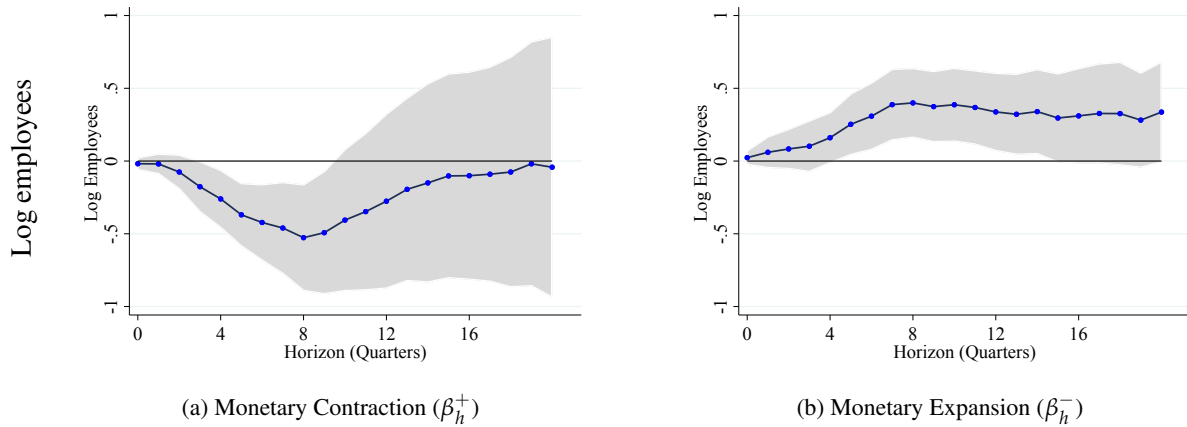 Log employees
Log Employees
1
.5
0
-.5
-1
0
4
8
12
16
Horizon (Quarters)
(a) Monetary Contraction (β_h^+)
Log Employees
1
.5
0
-.5
-1
0
4
8
12
16
Horizon (Quarters)
(b) Monetary Expansion (β_h^-)